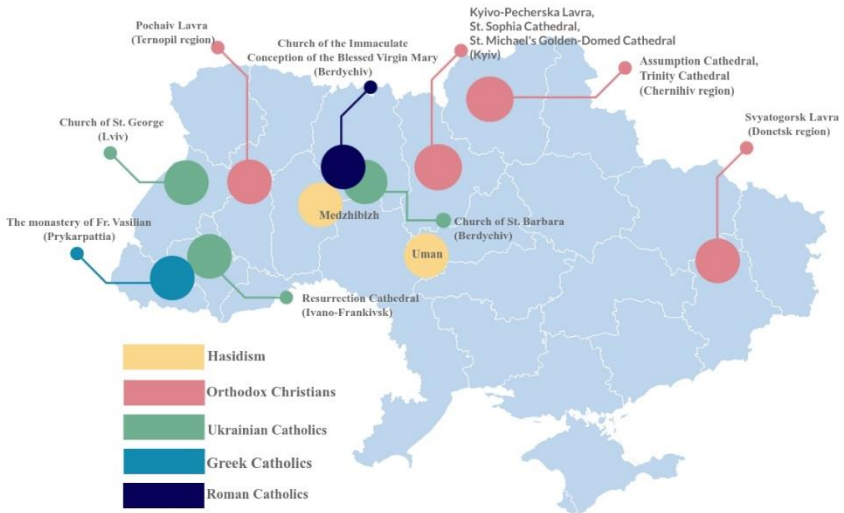 Pochaiv Lavra
(Ternopil region)
Church of the Immaculate
Conception of the Blessed Virgin Mary
(Berdychiv)
Kyivo-Pecherska Lavra,
St. Sophia Cathedral,
St. Michael's Golden-Domed Cathedral
(Kyiv)
Assumption Cathedral,
Trinity Cathedral
(Chernihiv region)
Svyatogorsk Lavra
(Donctsk region)
Church of St. George
(Lviv)
The monastery of Fr. Vasilian
(Prykarpattia)
Medzhibizh
Church of St. Barbara
(Berdychiv)
Uman
Resurrection Cathedral
(Ivano-Frankivsk)
Hasidism
Orthodox Christians
Ukrainian Catholics
Greek Catholics
Roman Catholics